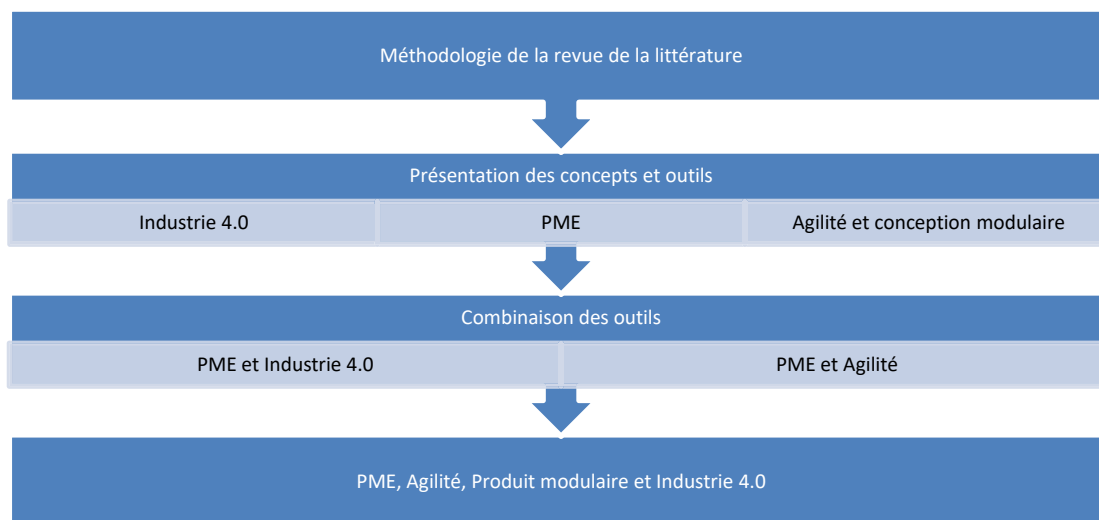 Méthodologie de la revue de la littérature
Présentation des concepts et outils
Industrie 4.0
PME
Agilité et conception modulaire
Combinaison des outils
PME et Industrie 4.0
PME et Agilité
PME, Agilité, Produit modulaire et Industrie 4.0